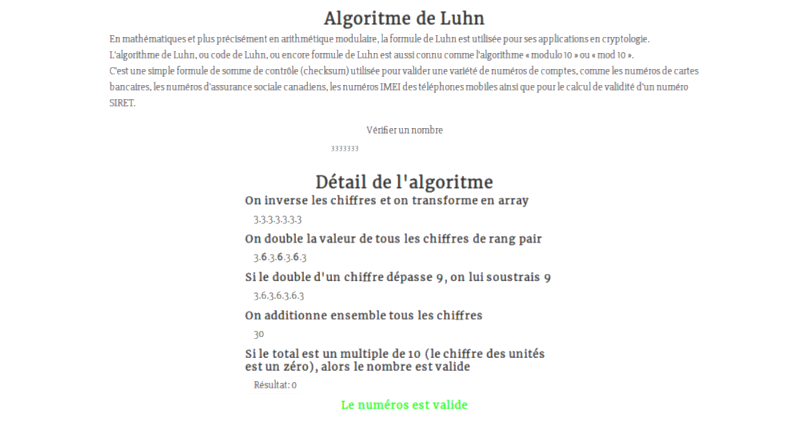 Algoritme de Luhn
En mathématiques et plus précisément en arithmétique modulaire, la formule de Luhn est utilisée pour ses applications en cryptologie.
L'algorithme de Luhn, ou code de Luhn, ou encore formule de Luhn est aussi connu comme l'algorithme « modulo 10 » ou « mod 10 ».
C'est une simple formule de somme de contrôle (checksum) utilisée pour valider une variété de numéros de comptes, comme les numéros de cartes
bancaires, les numéros d'assurance sociale canadiens, les numéros IMEI des téléphones mobiles ainsi que pour le calcul de validité d'un numéro
SIRET.
Vérifier un nombre
3333333
Détail de l'algoritme
On inverse les chiffres et on transforme en array
3.3.3.3.3.3.3
On double la valeur de tous les chiffres de rang pair
3.6.3.6.3.6.3
Si le double d'un chiffre dépasse 9, on lui soustrais 9
3.6.3.6.3.6.3
On additionne ensemble tous les chiffres
30
Si le total est un multiple de 10 (le chiffre des unités
est un zéro), alors le nombre est valide
Résultat: 0
Le numéros est valide